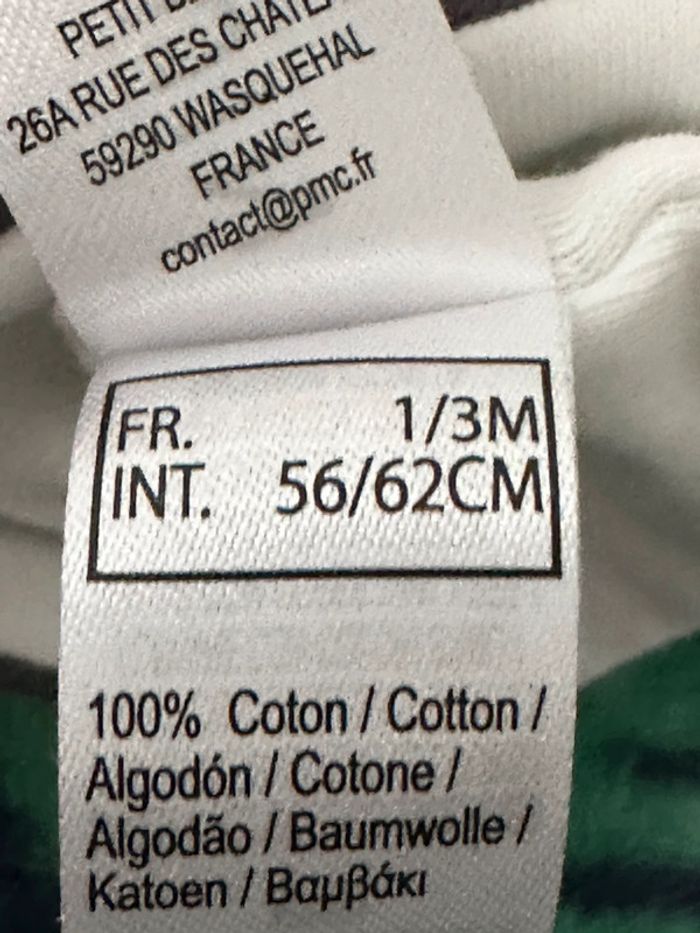 PETIT
26A RUE DES
59290 WASQUEHAL
FRANCE
contact@pmc.fr
FR. 1/3M
INT. 56/62CM
100% Coton / Cotton /
Algodón / Cotone /
Algodão / Baumwolle /
Katoen / Βαμβάκι